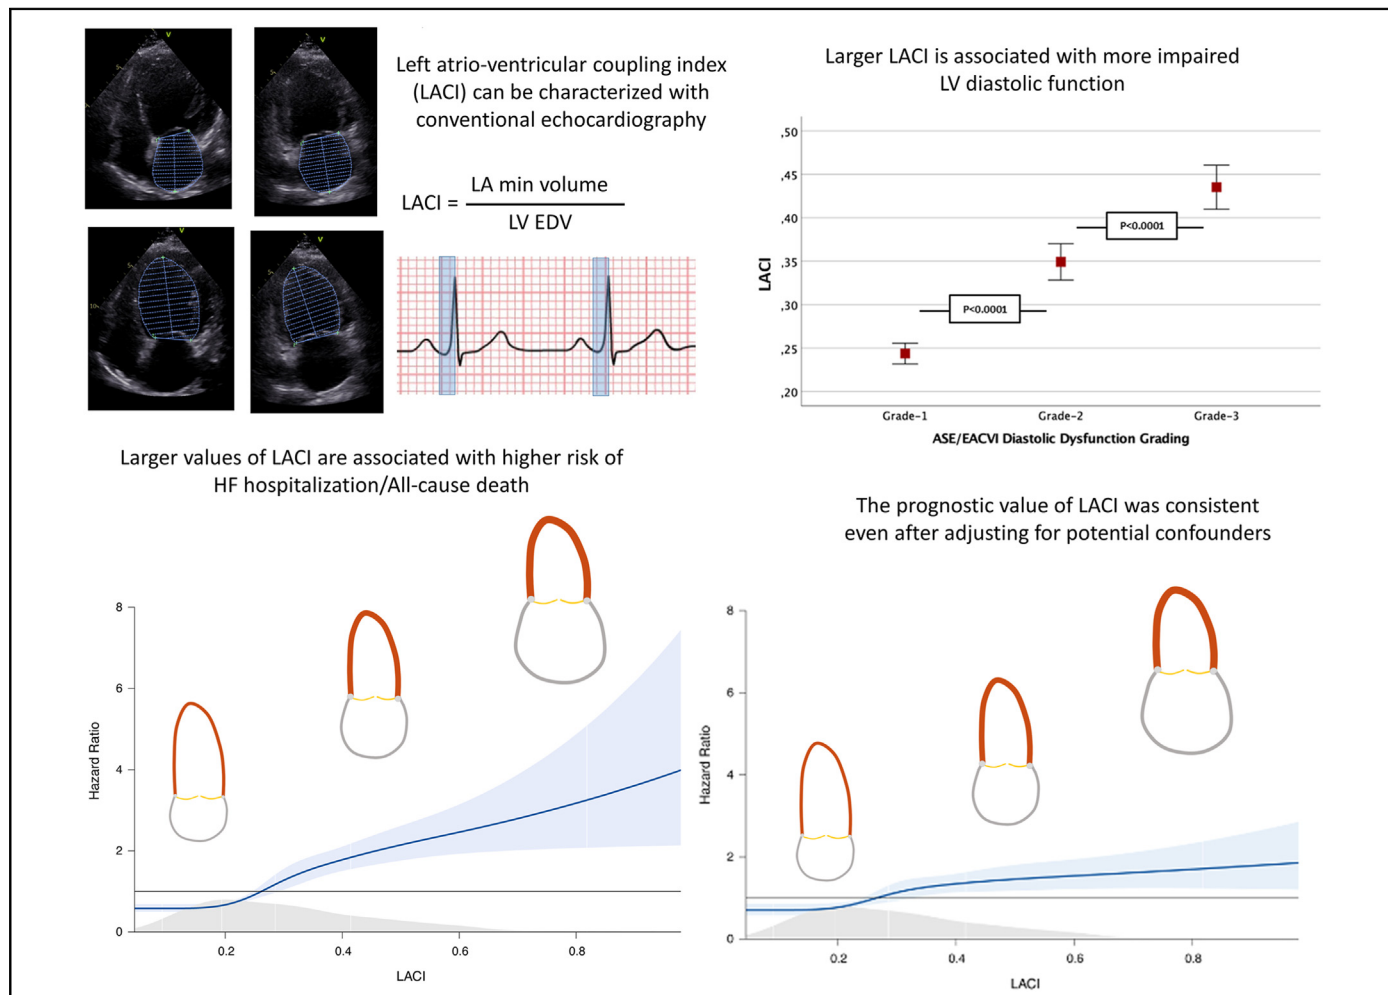 Left atrio-ventricular coupling index
(LACI) can be characterized with
conventional echocardiography
LACI =
LA min volume
LV EDV
Larger LACI is associated with more impaired
LV diastolic function
,50
,45
,40
,35
,30
,25
,20
LACI
P<0.0001
P<0.0001
Grade-1
Grade-2
Grade-3
ASE/EACVI Diastolic Dysfunction Grading
Larger values of LACI are associated with higher risk of
HF hospitalization/All-cause death
8
6
4
2
0
Hazard Ratio
0.2
0.4
0.6
0.8
LACI
The prognostic value of LACI was consistent
even after adjusting for potential confounders
8
6
4
2
0
Hazard Ratio
0.2
0.4
0.6
0.8
LACI